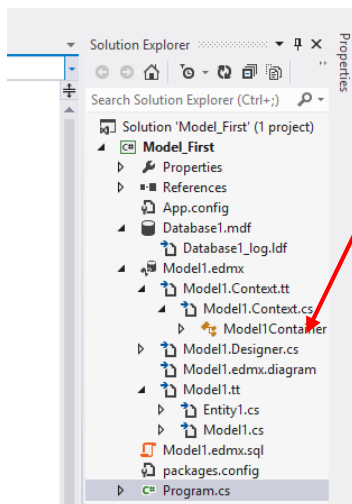 Solution Explorer
Properties
Search Solution Explorer (Ctrl+;)
Solution 'Model_First' (1 project)
C# Model_First
Properties
References
App.config
Database1.mdf
Database1_log.ldf
Model1.edmx
Model1.Context.tt
Model1.Context.cs
Model1Container
Model1.Designer.cs
Model1.edmx.diagram
Model1.tt
Entity1.cs
Model1.cs
Model1.edmx.sql
packages.config
C# Program.cs